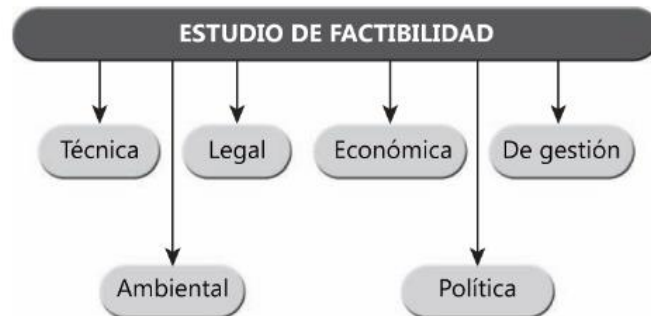 ESTUDIO DE FACTIBILIDAD
Técnica
Legal
Económica
De gestión
Ambiental
Política